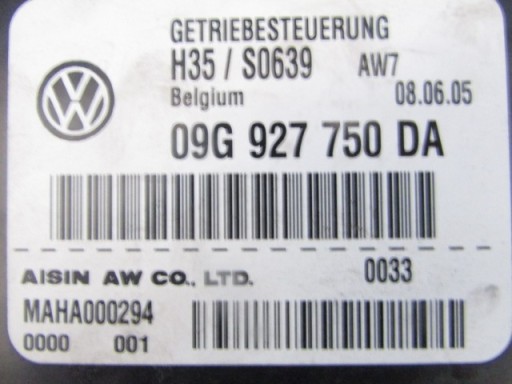 GETRIEBESTEUERUNG
H35 / S0639 AW7
Belgium 08.06.05
09G 927 750 DA
AISIN AW CO., LTD. 0033
MAHA000294
0000 001